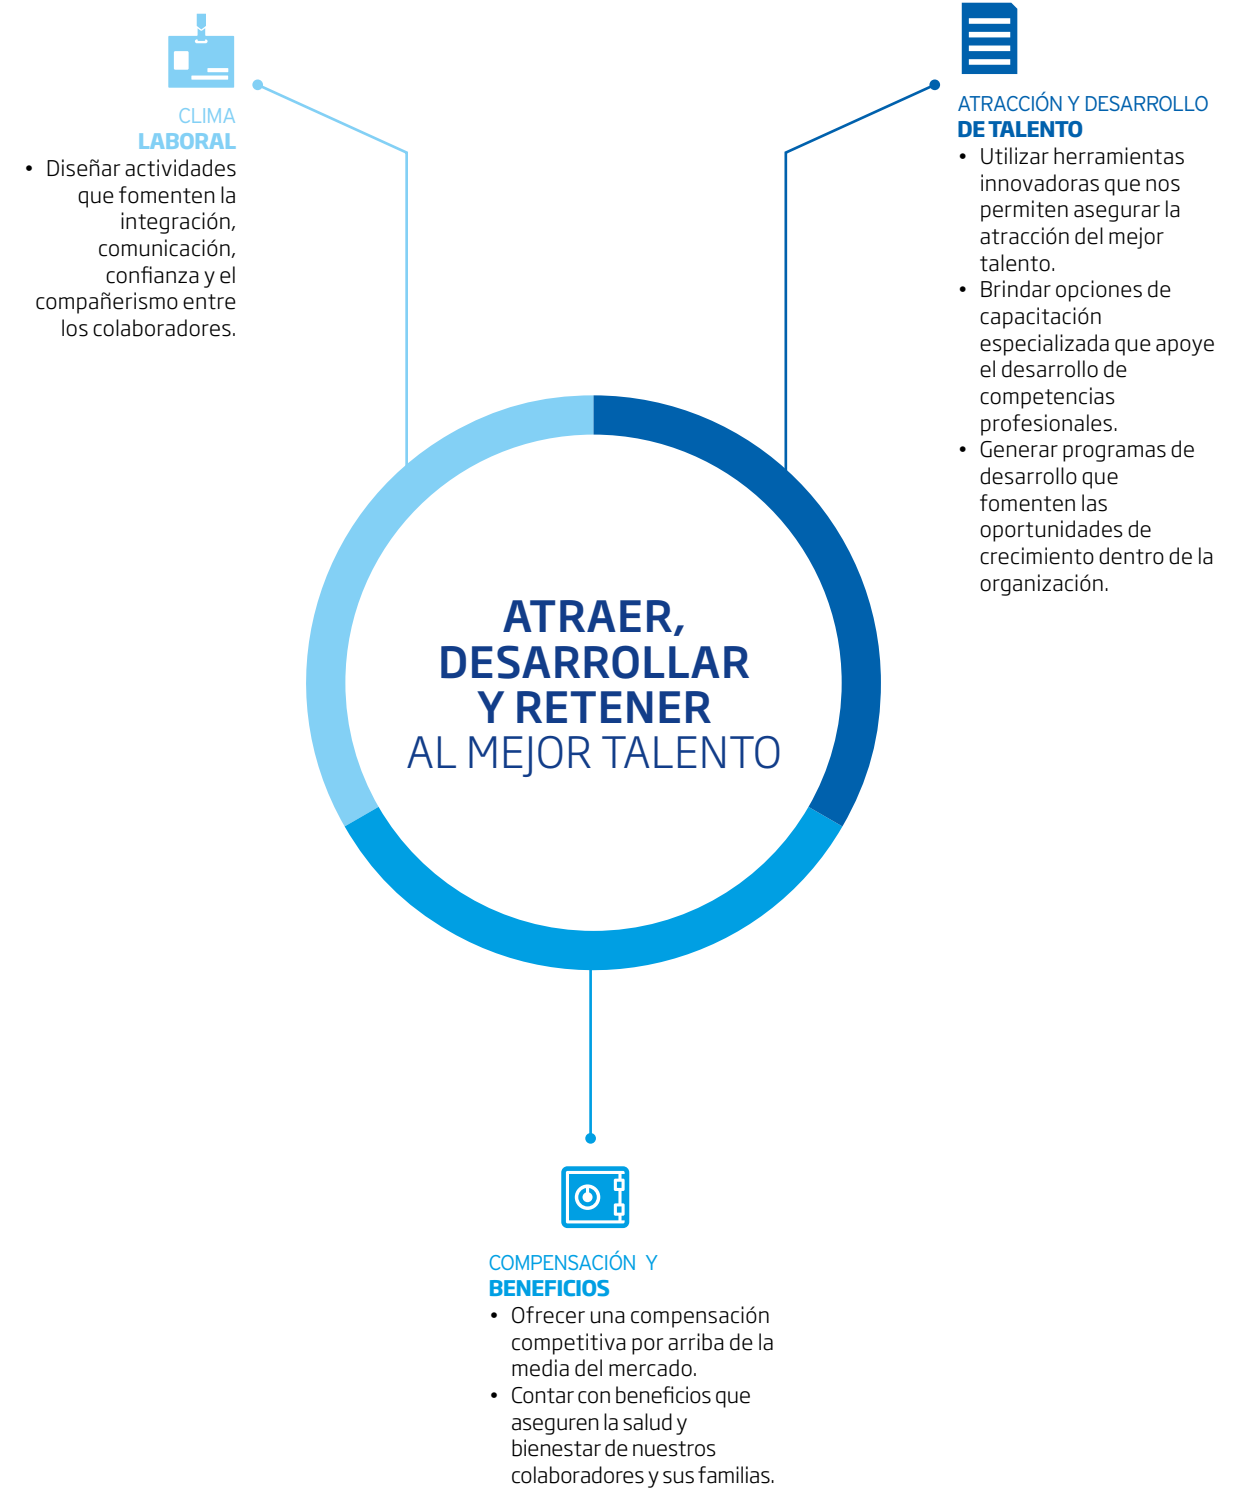 CLIMA
LABORAL
• Diseñar actividades
que fomenten la
integración,
comunicación,
confianza y el
compañerismo entre
los colaboradores.
ATRACCIÓN Y DESARROLLO
DE TALENTO
• Utilizar herramientas
innovadoras que nos
permiten asegurar la
atracción del mejor
talento.
• Brindar opciones de
capacitación
especializada que apoye
el desarrollo de
competencias
profesionales.
• Generar programas de
desarrollo que
fomenten las
oportunidades de
crecimiento dentro de la
organización.
ATRAER,
DESARROLLAR
Y RETENER
AL MEJOR TALENTO
COMPENSACIÓN Y
BENEFICIOS
• Ofrecer una compensación
competitiva por arriba de la
media del mercado.
• Contar con beneficios que
aseguren la salud y
bienestar de nuestros
colaboradores y sus familias.